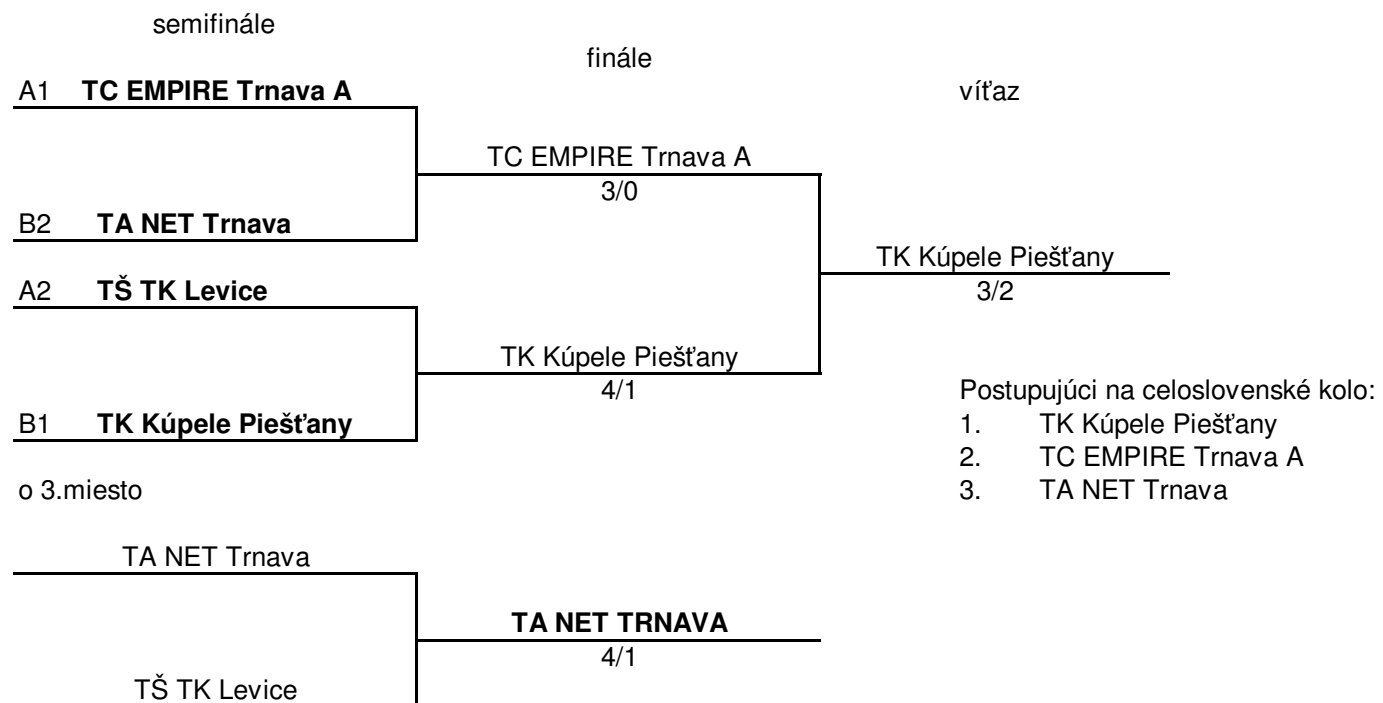 semifinále
finále
A1 TC EMPIRE Trnava A
víťaz
TC EMPIRE Trnava A
3/0
B2 TA NET Trnava
TK Kúpele Piešťany
3/2
A2 TŠ TK Levice
TK Kúpele Piešťany
4/1
B1 TK Kúpele Piešťany
Postupujúci na celoslovenské kolo:
1. TK Kúpele Piešťany
2. TC EMPIRE Trnava A
3. TA NET Trnava
o 3.miesto
TA NET Trnava
TA NET TRNAVA
4/1
TŠ TK Levice